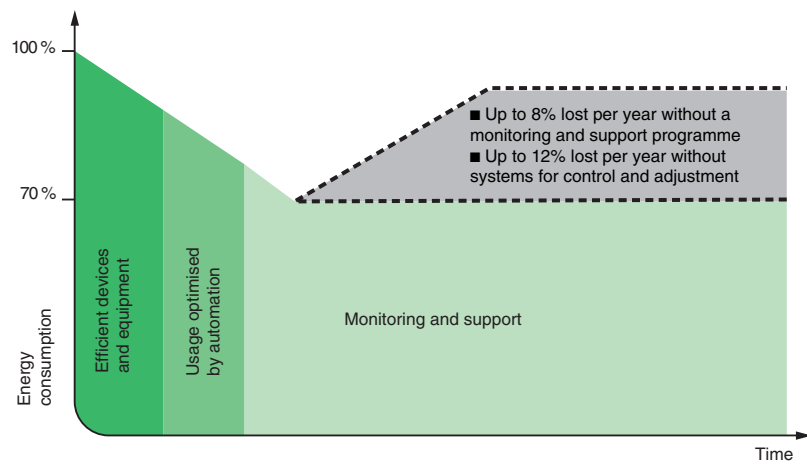 100 %
■ Up to 8% lost per year without a
monitoring and support programme
■ Up to 12% lost per year without
systems for control and adjustment
70 %
Energy
consumption
Efficient devices
and equipment
Usage optimised
by automation
Monitoring and support
Time